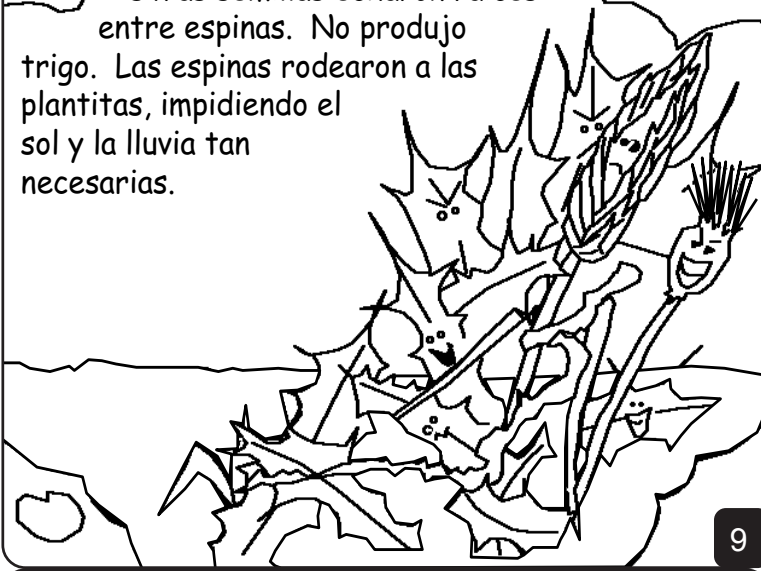 entre espinas. No produjo
trigo. Las espinas rodearon a las
plantitas, impidiendo el
sol y la lluvia tan
necesarias.
9